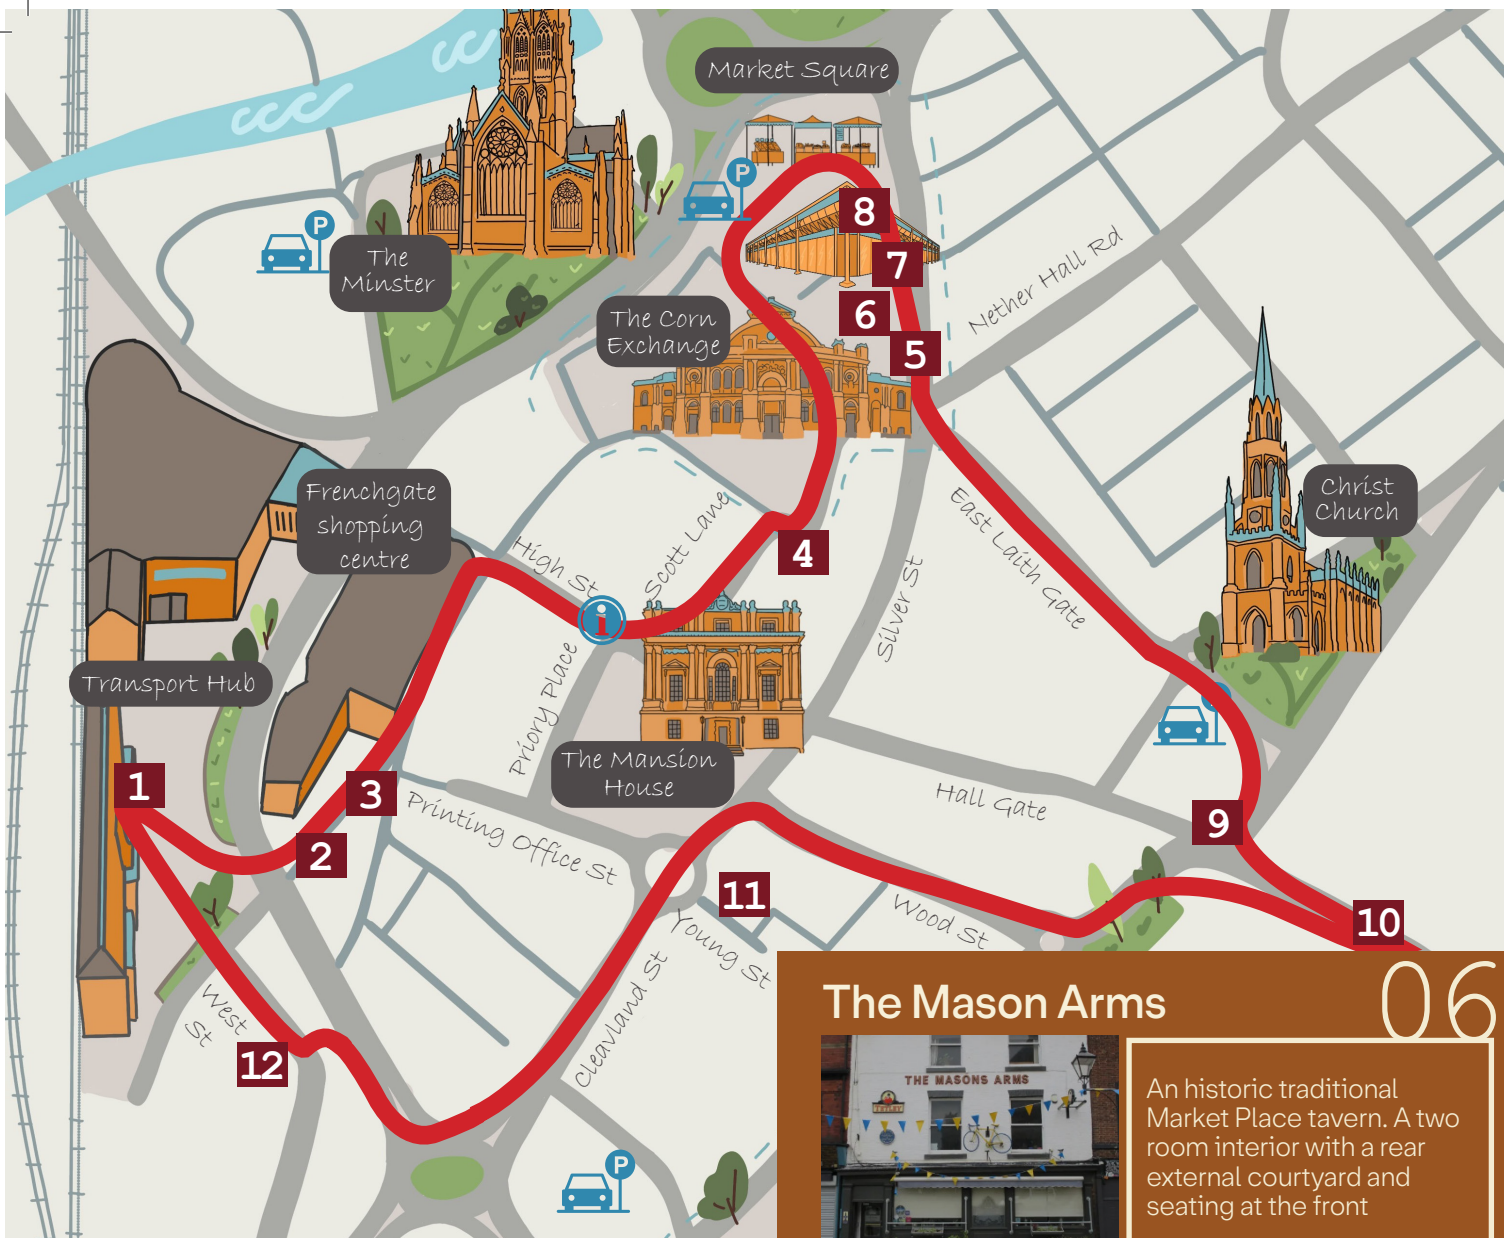 Market Square
P
P
The
Minster
8
7
6
5
The Corn
Exchange
Nether Hall Rd
Christ
Church
Frenchgate
shopping
centre
High St
Scott Lane
4
East Laith Gate
Silver St
i
Priory Place
Transport Hub
The Mansion
House
1
3
2
Printing Office St
Hall Gate
9
11
Wood St
10
Young St
Cleavland St
West
St
12
P
The Mason Arms
06
THE MASONS ARMS
TETLEY
An historic traditional
Market Place tavern. A two
room interior with a rear
external courtyard and
seating at the front